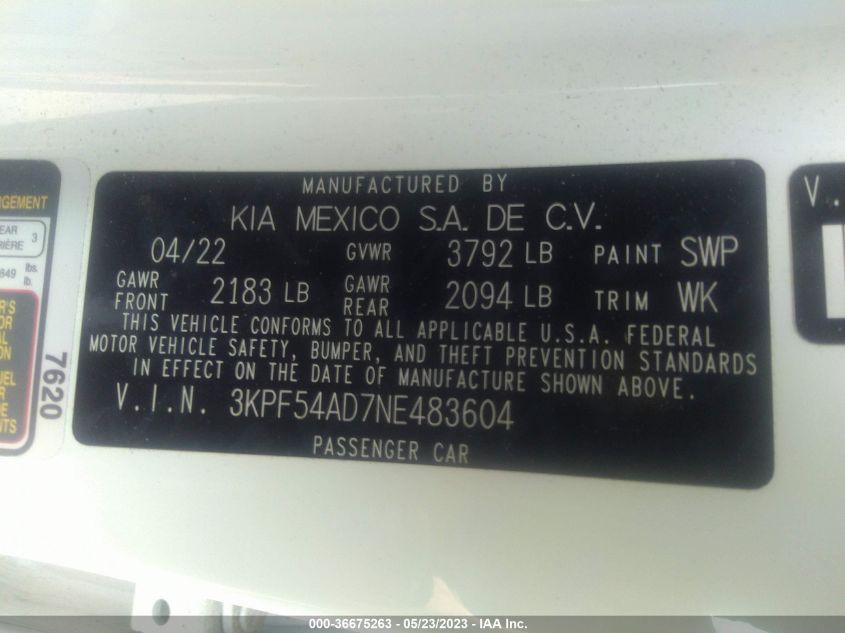 MANUFACTURED BY
KIA MEXICO S.A. DE C.V.
04/22 GVWR 3792 LB PAINT SWP
GAWR FRONT 2183 LB GAWR REAR 2094 LB TRIM WK
THIS VEHICLE CONFORMS TO ALL APPLICABLE U.S.A. FEDERAL
MOTOR VEHICLE SAFETY, BUMPER, AND THEFT PREVENTION STANDARDS
IN EFFECT ON THE DATE OF MANUFACTURE SHOWN ABOVE.
V.I.N. 3KPF54AD7NE483604
PASSENGER CAR
7620
3
lbs.
lb.
V.
000-36675263 - 05/23/2023 - IAA Inc.